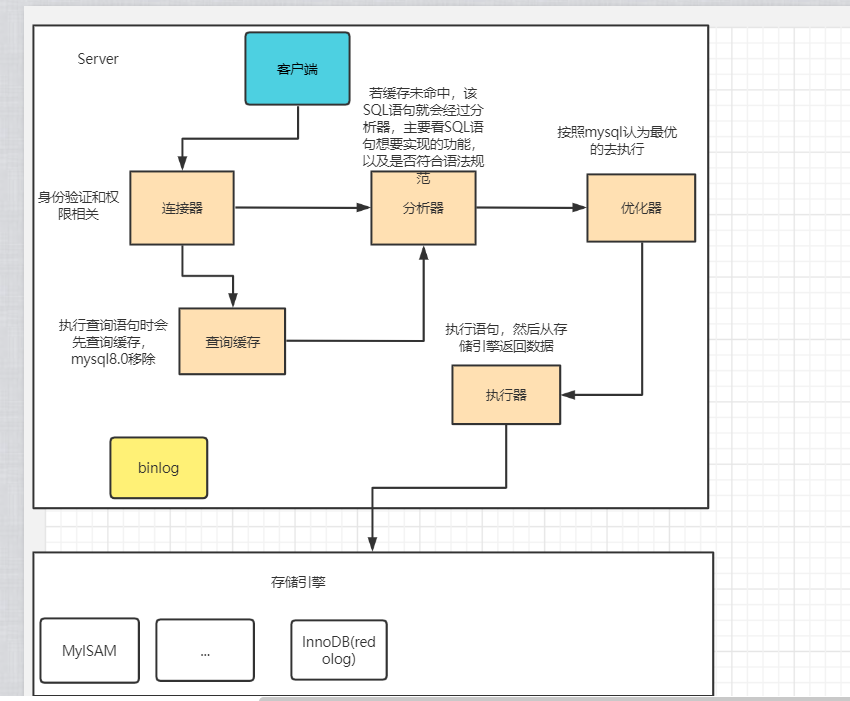 Server
客户端
若缓存未命中，该
SQL语句就会经过分
析器，主要看SQL语
句想要实现的功能，
以及是否符合语法规
范
按照mysql认为最优
的去执行
身份验证和权
限相关
连接器
分析器
优化器
执行查询语句时会
先查询缓存，
mysql8.0移除
查询缓存
执行语句，然后从存
储引擎返回数据
执行器
binlog
存储引擎
MyISAM
...
InnoDB(red
olog)